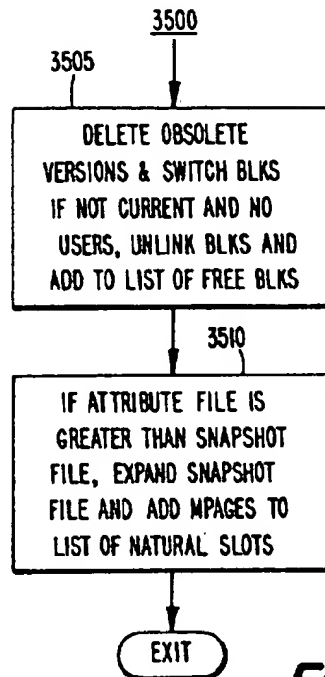 3500
3505
DELETE OBSOLETE
VERSIONS & SWITCH BLKS
IF NOT CURRENT AND NO
USERS, UNLINK BLKS AND
ADD TO LIST OF FREE BLKS
3510
IF ATTRIBUTE FILE IS
GREATER THAN SNAPSHOT
FILE, EXPAND SNAPSHOT
FILE AND ADD MPAGES TO
LIST OF NATURAL SLOTS
EXIT